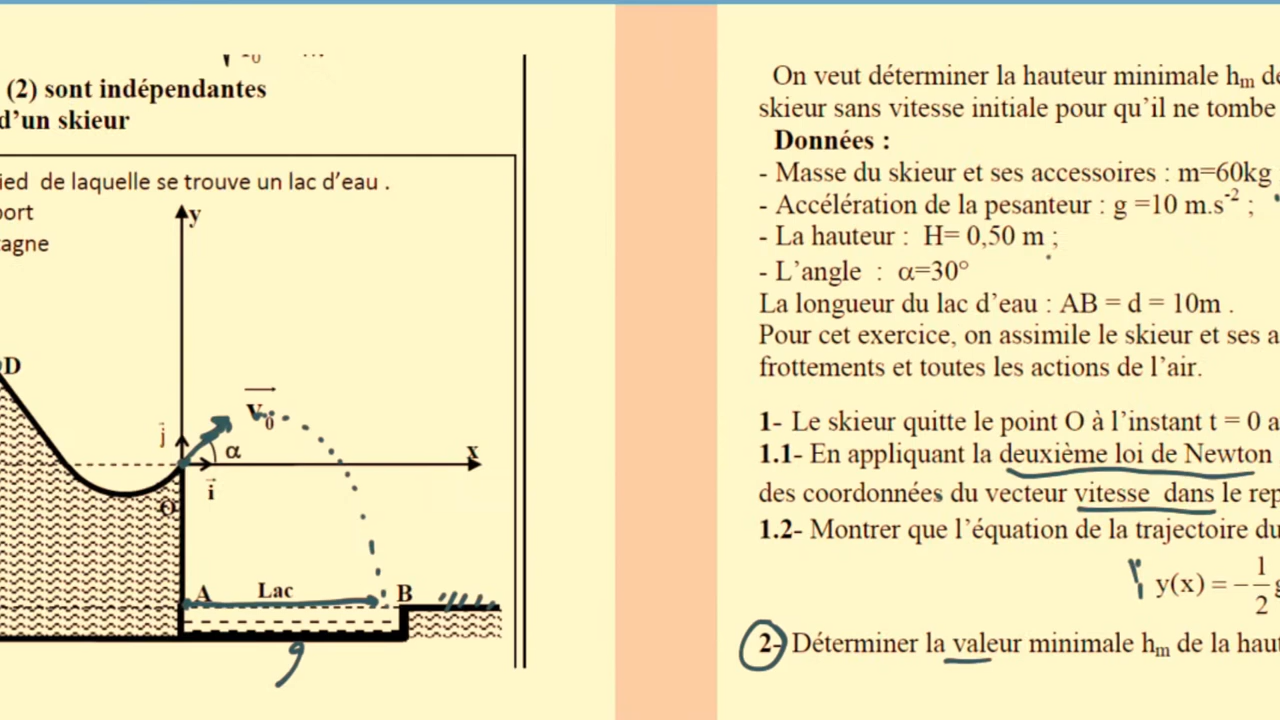 (2) sont indépendantes
d'un skieur
ied de laquelle se trouve un lac d'eau .
port
tagne
y
D
V₀
j
α
x
i
O
A Lac B
On veut déterminer la hauteur minimale hₘ de
skieur sans vitesse initiale pour qu'il ne tombe
Données :
- Masse du skieur et ses accessoires : m=60kg
- Accélération de la pesanteur : g =10 m.s⁻² ;
- La hauteur : H= 0,50 m ;
- L'angle : α=30°
La longueur du lac d'eau : AB = d = 10m .
Pour cet exercice, on assimile le skieur et ses a
frottements et toutes les actions de l'air.
1- Le skieur quitte le point O à l'instant t = 0 a
1.1- En appliquant la deuxième loi de Newton
des coordonnées du vecteur vitesse dans le rep
1.2- Montrer que l'équation de la trajectoire du
y(x) = -1/2 g
2- Déterminer la valeur minimale hₘ de la haut